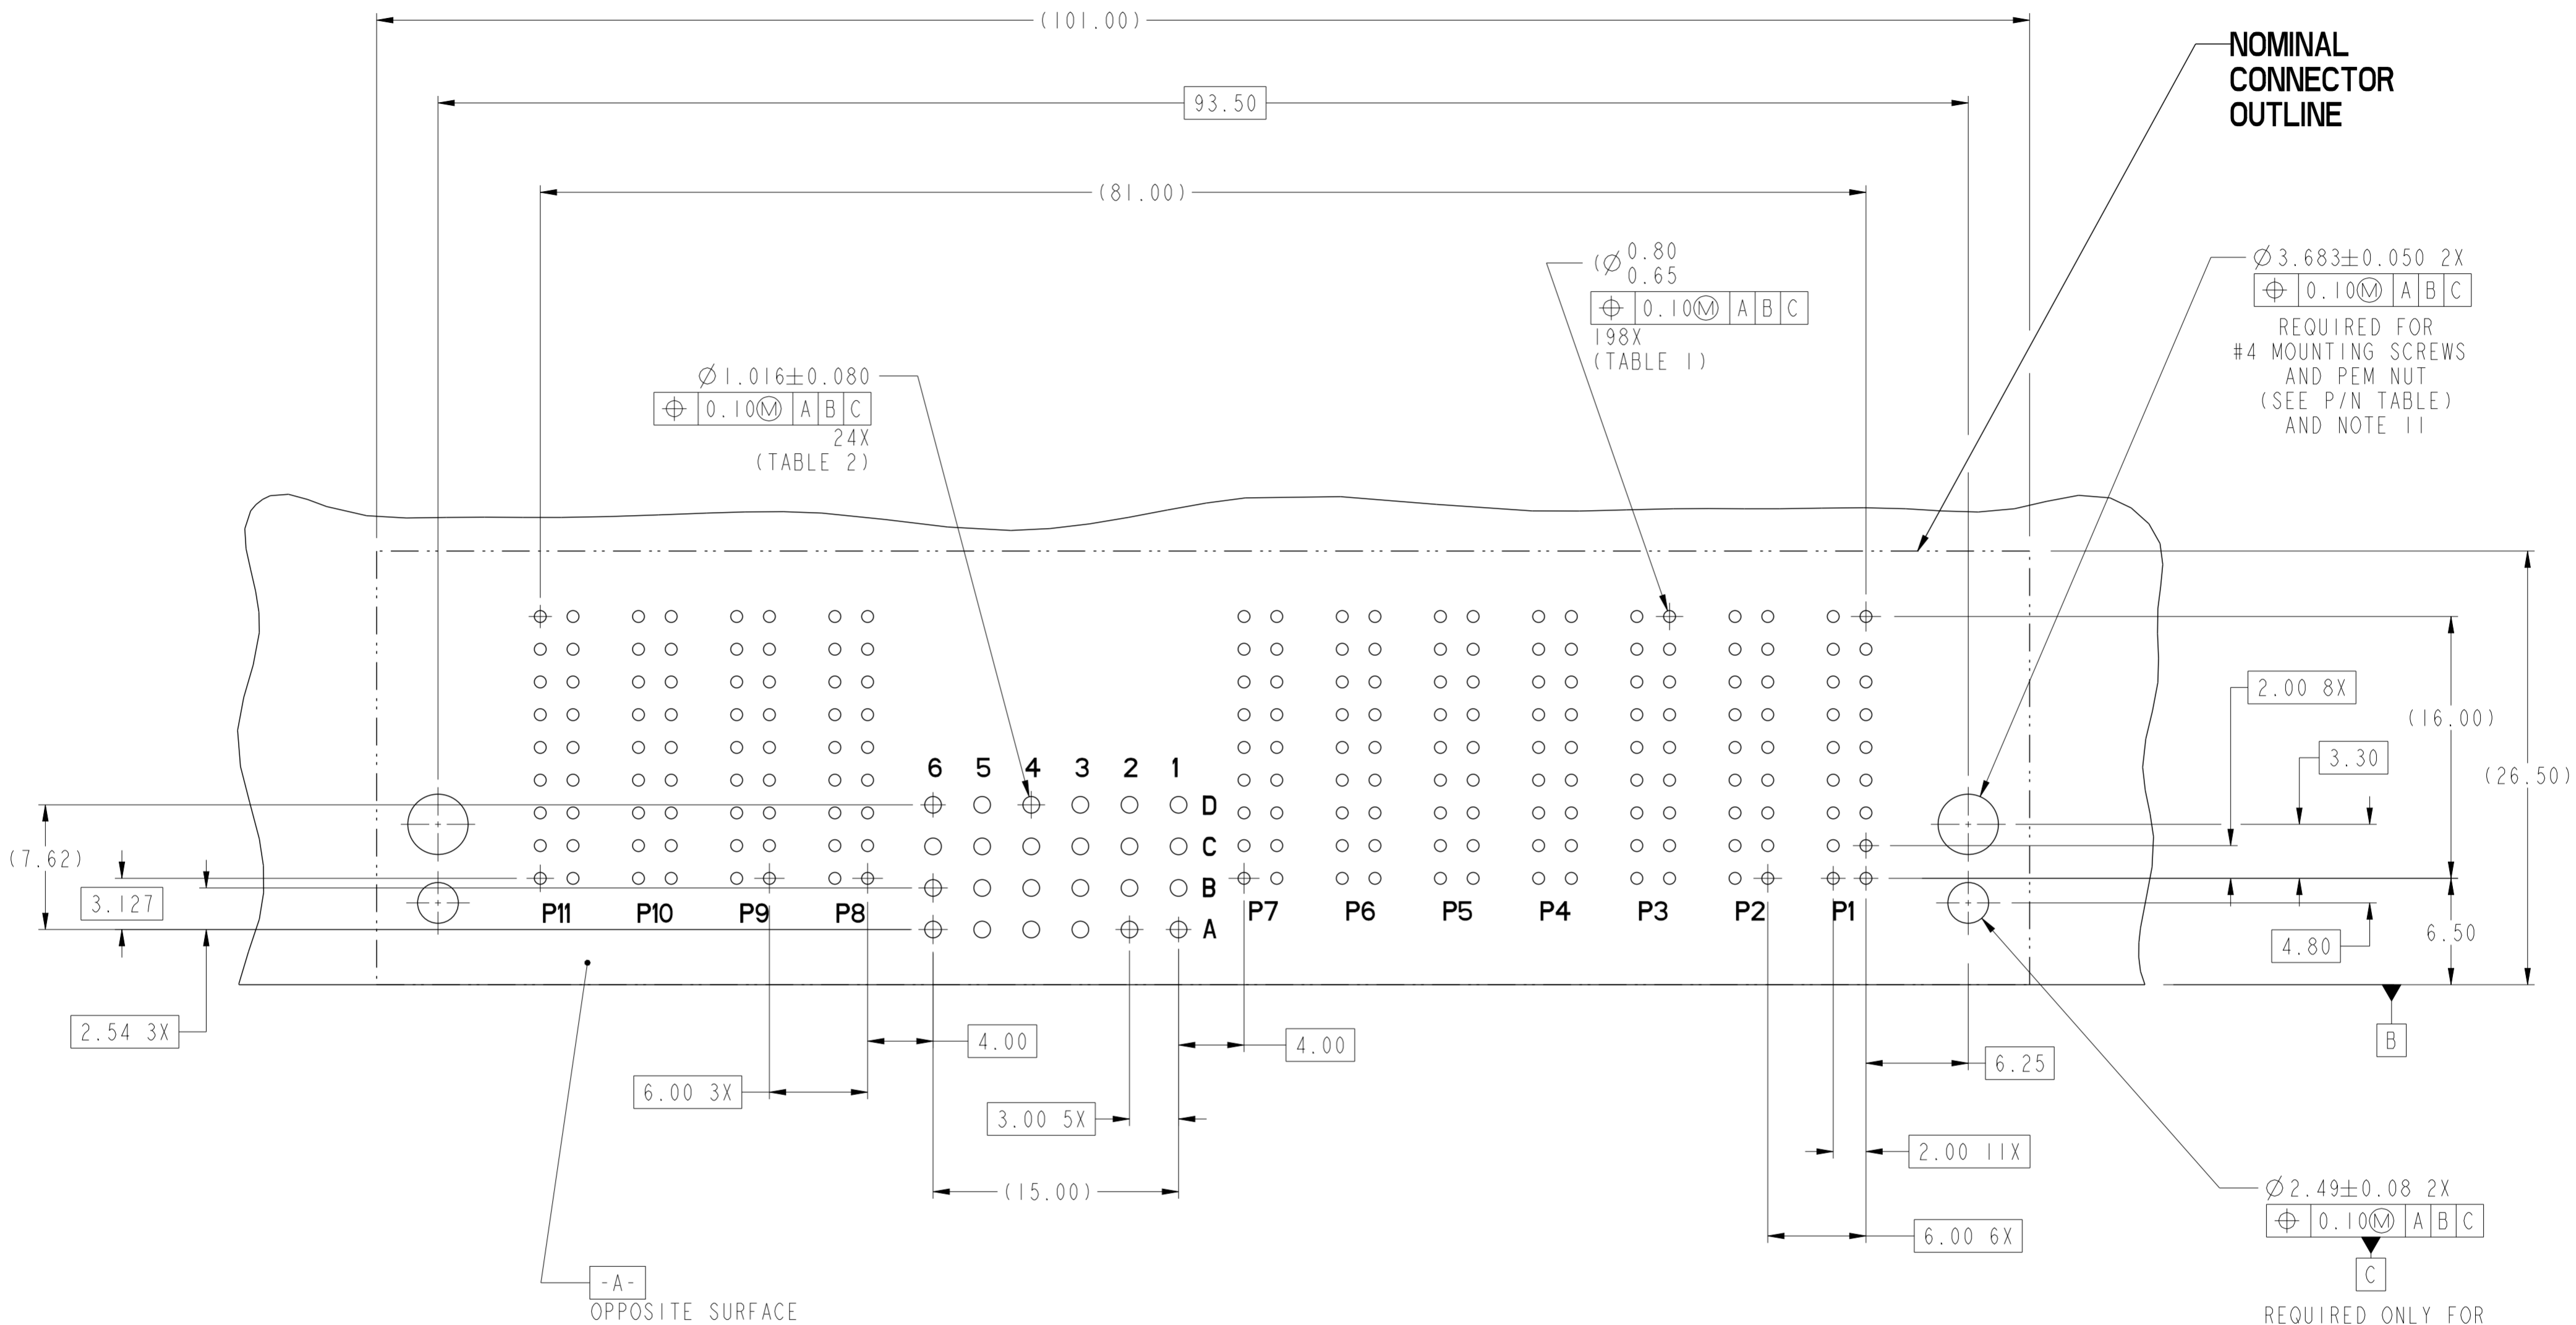 (101.00)
NOMINAL
CONNECTOR
OUTLINE
93.50
(81.00)
(Ø 0.80
0.65
⌖ 0.10Ⓜ A B C
198X
(TABLE 1)
Ø3.683±0.050 2X
⌖ 0.10Ⓜ A B C
REQUIRED FOR
#4 MOUNTING SCREWS
AND PEM NUT
(SEE P/N TABLE)
AND NOTE 11
Ø1.016±0.080
⌖ 0.10Ⓜ A B C
24X
(TABLE 2)
2.00 8X
(16.00)
3.30
(26.50)
6 5 4 3 2 1
D
C
B
A
(7.62)
3.127
P11 P10 P9 P8 P7 P6 P5 P4 P3 P2 P1
6.50
4.80
2.54 3X
4.00
4.00
B
6.25
6.00 3X
3.00 5X
2.00 11X
(15.00)
Ø2.49±0.08 2X
⌖ 0.10Ⓜ A B C
6.00 6X
C
-A-
OPPOSITE SURFACE
REQUIRED ONLY FOR